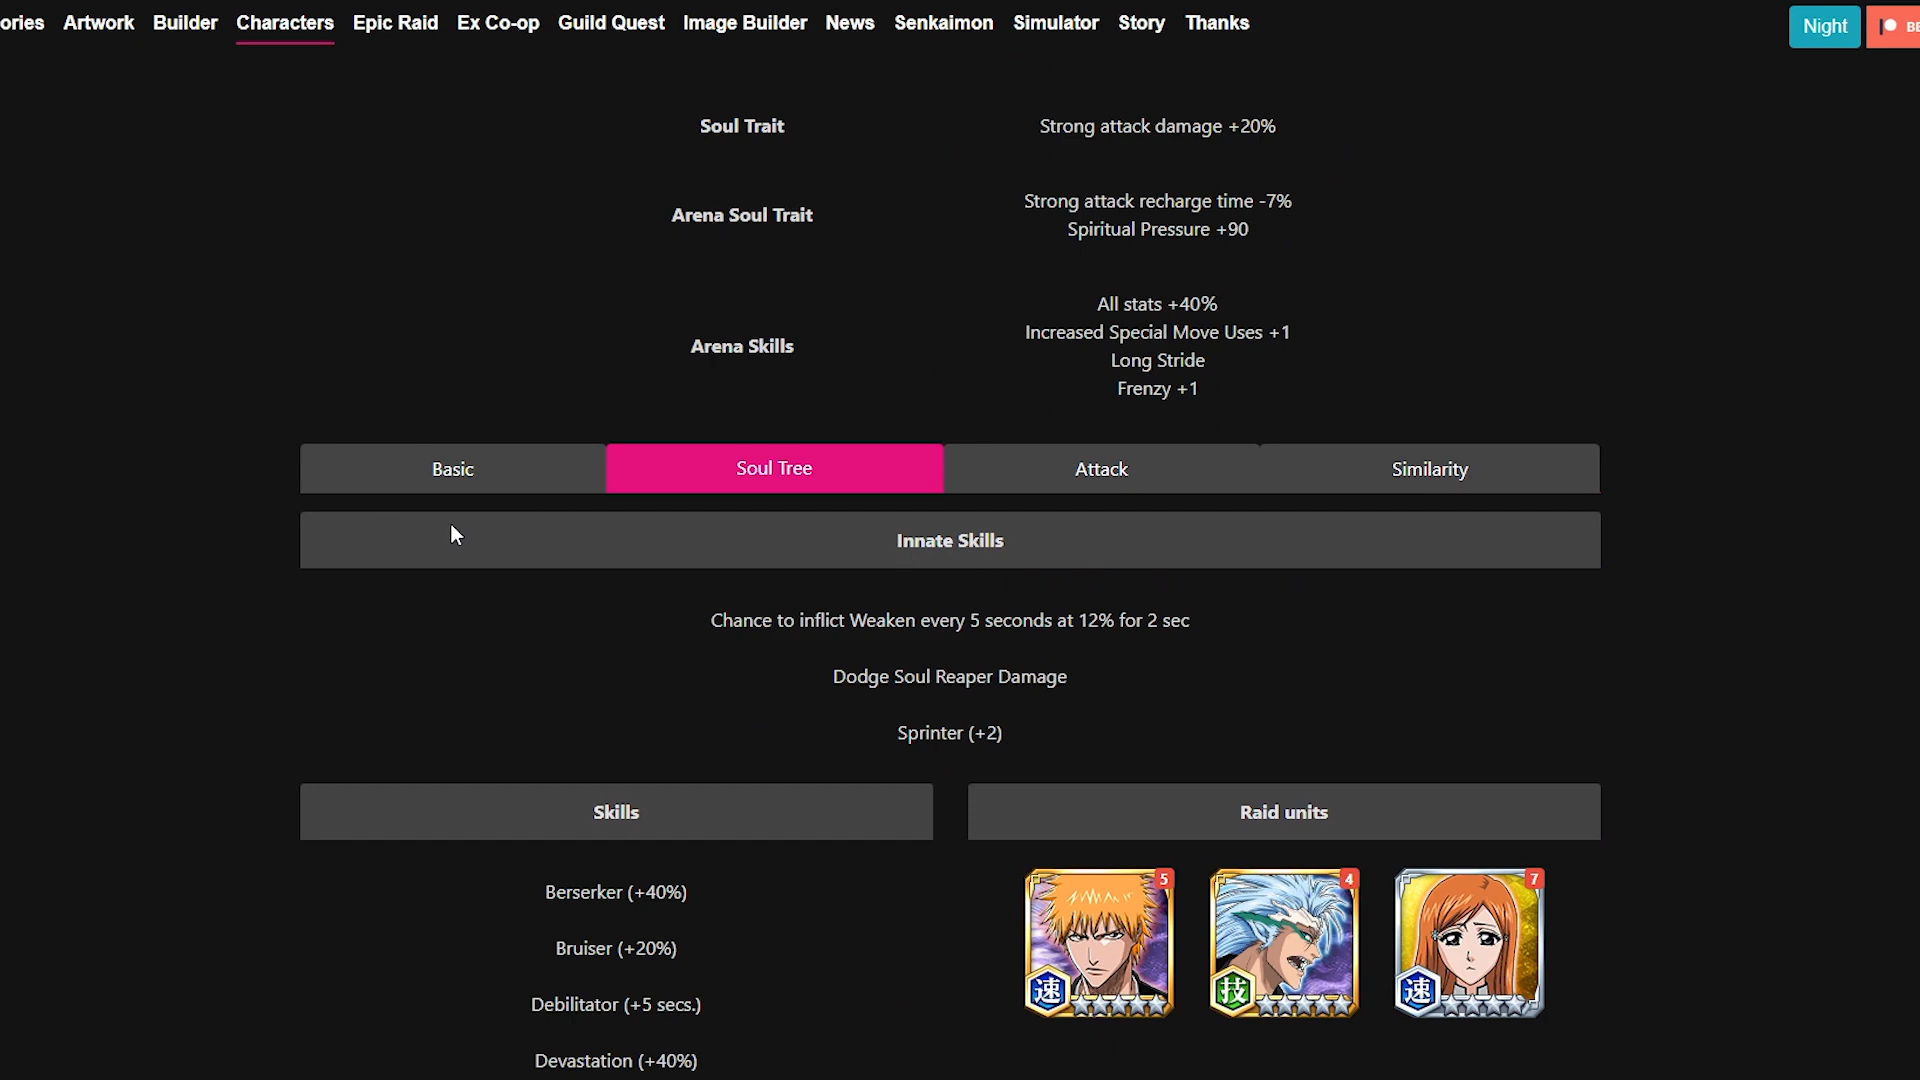 ories Artwork Builder Characters Epic Raid Ex Co-op Guild Quest Image Builder News Senkaimon Simulator Story Thanks Night BE
Soul Trait Strong attack damage +20%
Arena Soul Trait
Strong attack recharge time -7%
Spiritual Pressure +90
Arena Skills
All stats +40%
Increased Special Move Uses +1
Long Stride
Frenzy +1
Basic Soul Tree Attack Similarity
Innate Skills
Chance to inflict Weaken every 5 seconds at 12% for 2 sec
Dodge Soul Reaper Damage
Sprinter (+2)
Skills
Berserker (+40%)
Bruiser (+20%)
Debilitator (+5 secs.)
Devastation (+40%)
Raid units
5 4 7
速 技 速